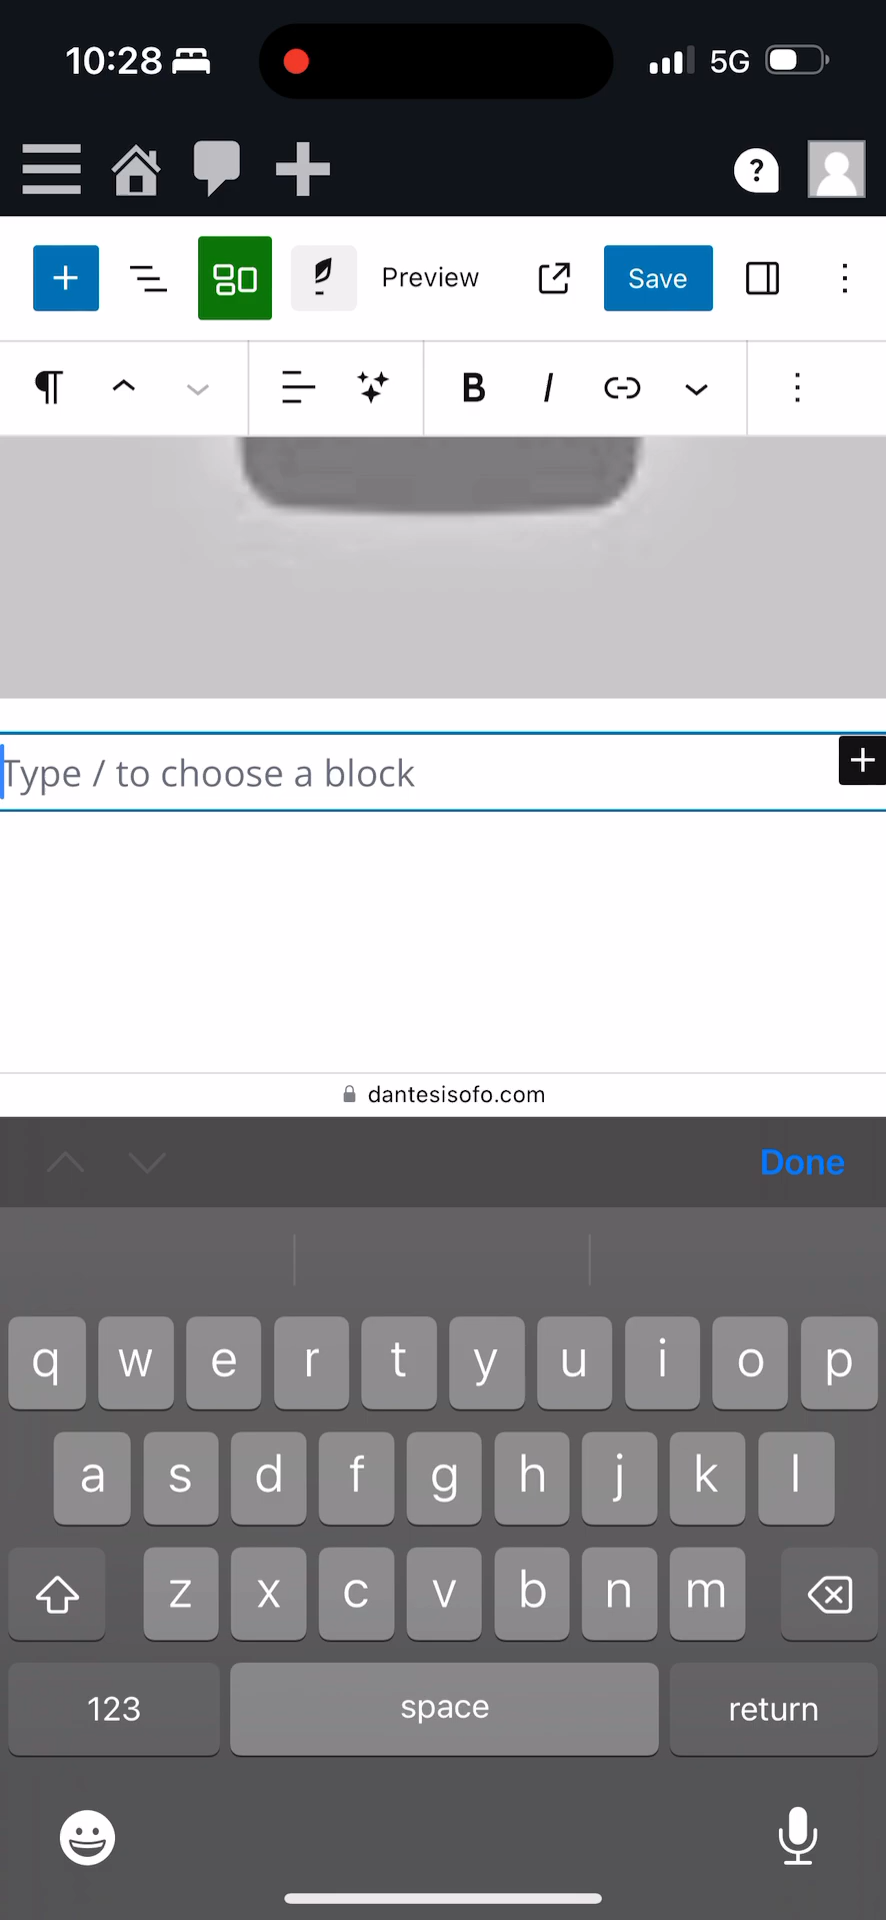 10:28 5G
?
Preview Save
B I
Type / to choose a block
dantesisofo.com
Done
q w e r t y u i o p
a s d f g h j k l
z x c v b n m
123 space return